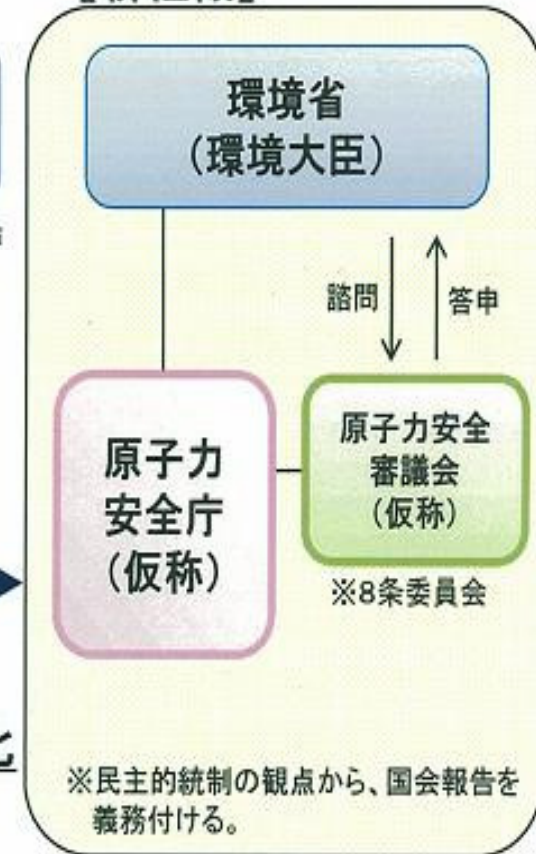 環境省
(環境大臣)
諮問
答申
原子力
安全庁
(仮称)
原子力安全
審議会
(仮称)
※8条委員会
※民主的統制の観点から、国会報告を
義務付ける。